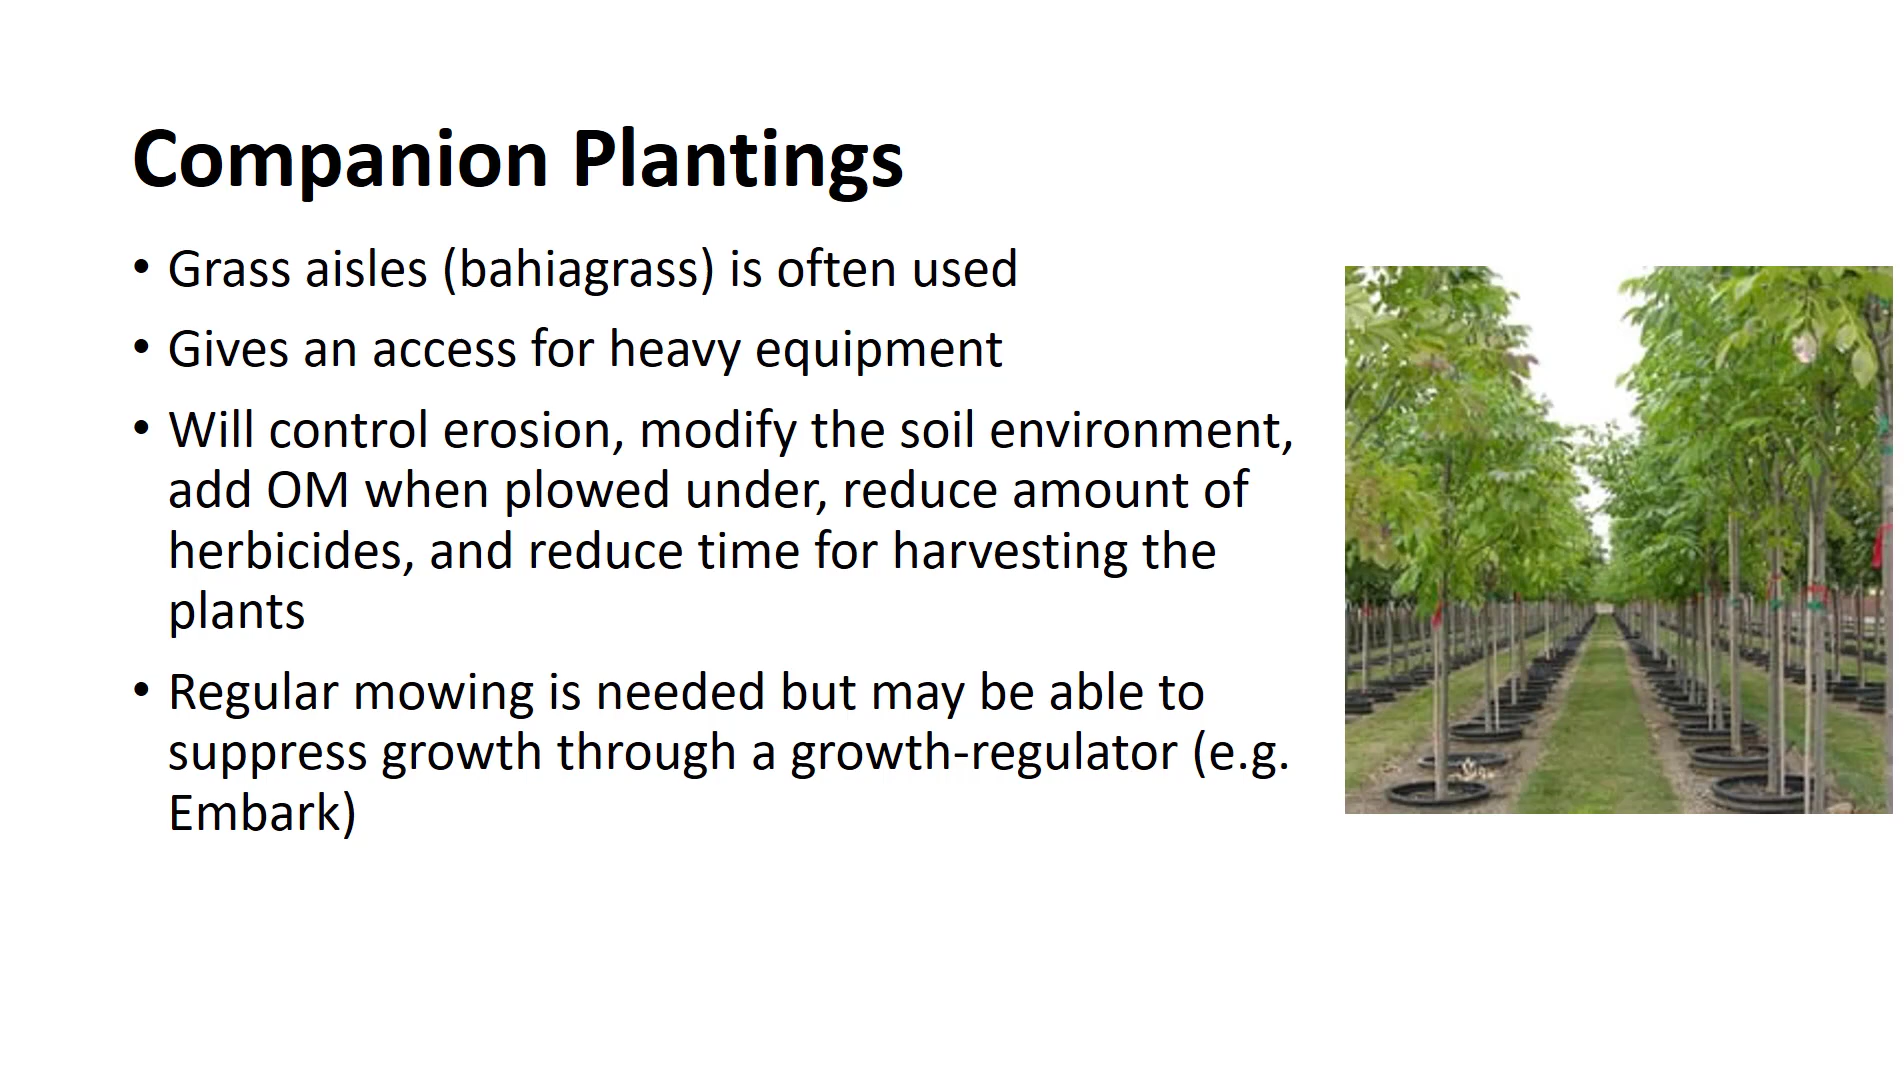 Companion Plantings
• Grass aisles (bahiagrass) is often used
• Gives an access for heavy equipment
• Will control erosion, modify the soil environment,
add OM when plowed under, reduce amount of
herbicides, and reduce time for harvesting the
plants
• Regular mowing is needed but may be able to
suppress growth through a growth-regulator (e.g.
Embark)